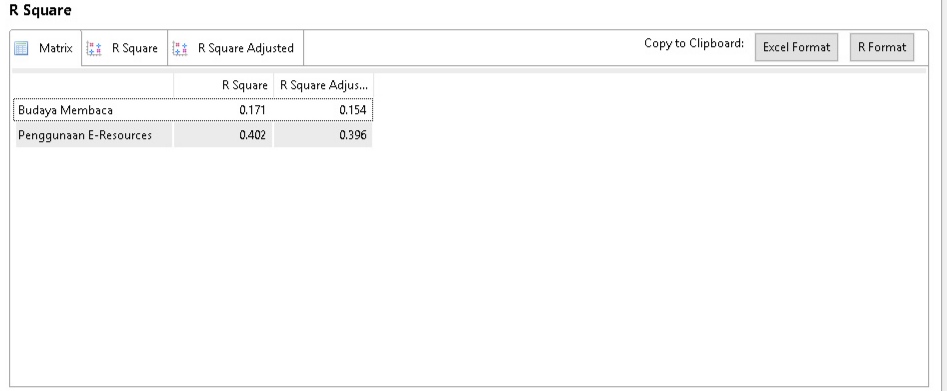 R Square
Matrix R Square R Square Adjusted Copy to Clipboard: Excel Format R Format
R Square R Square Adjus...
Budaya Membaca 0.171 0.154
Penggunaan E-Resources 0.402 0.396